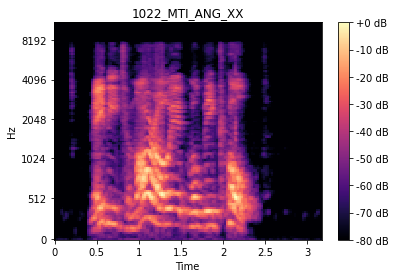 1022_MTI_ANG_XX
+0 dB
8192
-10 dB
4096
-20 dB
-30 dB
2048
Hz
-40 dB
1024
-50 dB
512
-60 dB
-70 dB
0
-80 dB
0 0.5 1 1.5 2 2.5 3
Time